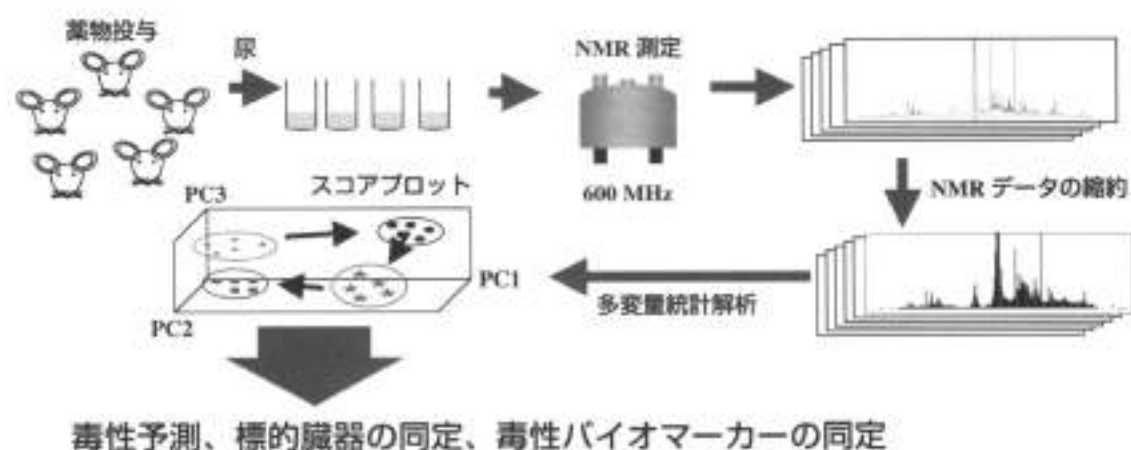 薬物投与
尿
NMR 測定
600 MHz
NMR データの縮約
多変量統計解析
スコアプロット
PC3
PC1
PC2
毒性予測、標的臓器の同定、毒性バイオマーカーの同定